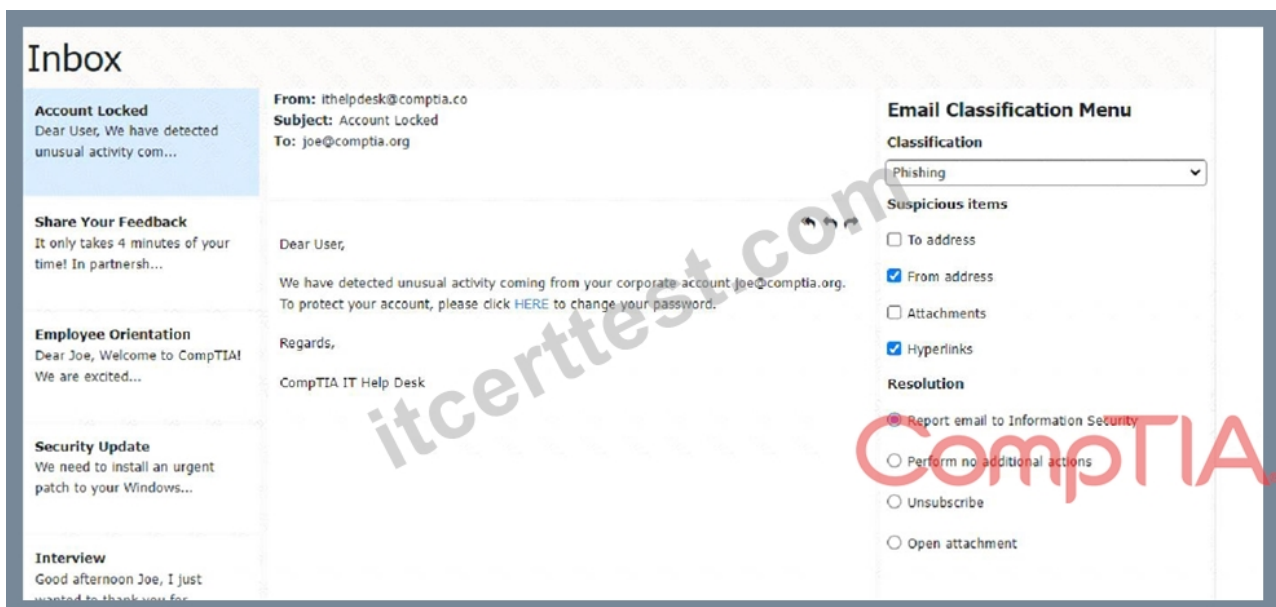 Inbox
Account Locked
Dear User, We have detected
unusual activity com...
Share Your Feedback
It only takes 4 minutes of your
time! In partnersh...
Employee Orientation
Dear Joe, Welcome to CompTIA!
We are excited...
Security Update
We need to install an urgent
patch to your Windows...
Interview
Good afternoon Joe, I just
wanted to thank you for
From: ithelpdesk@comptia.co
Subject: Account Locked
To: joe@comptia.org
Dear User,
We have detected unusual activity coming from your corporate account joe@comptia.org.
To protect your account, please click HERE to change your password.
Regards,
CompTIA IT Help Desk
Email Classification Menu
Classification
Phishing
Suspicious items
To address
From address
Attachments
Hyperlinks
Resolution
Report email to Information Security
Perform no additional actions
Unsubscribe
Open attachment
itcerttest.com
CompTIA